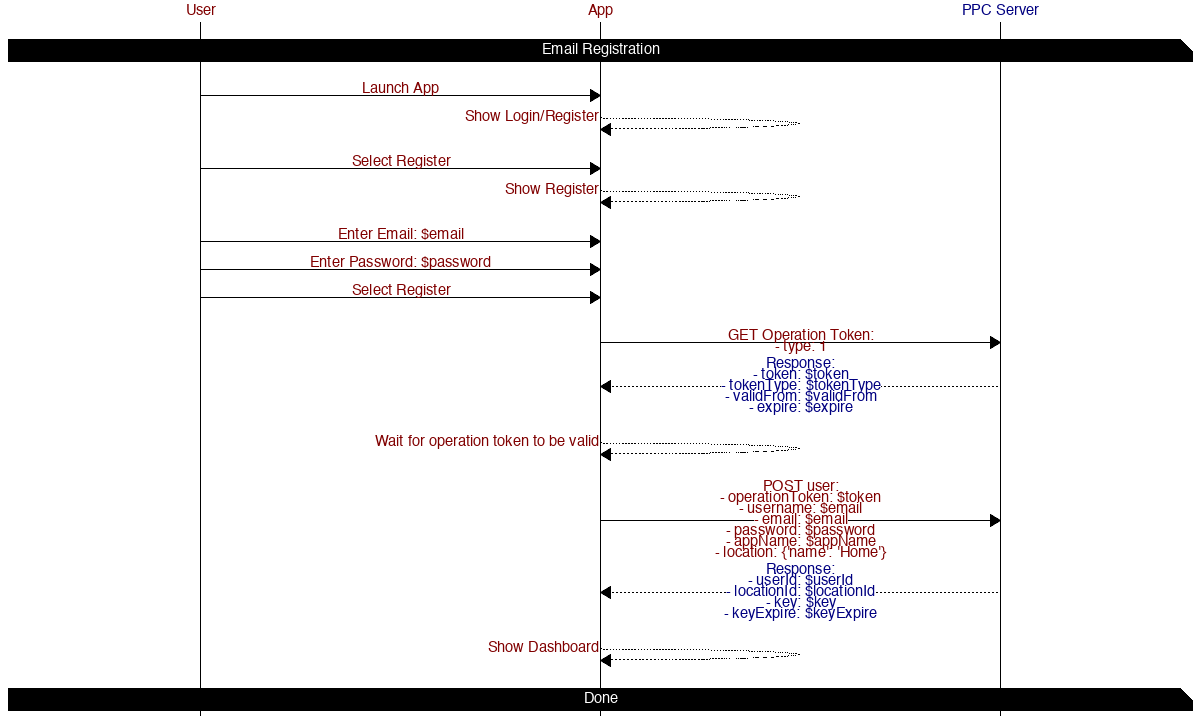 User
App
PPC Server
Email Registration
Launch App
Show Login/Register
Select Register
Show Register
Enter Email: $email
Enter Password: $password
Select Register
GET Operation Token:
- type: 1
Response:
- token: $token
- tokenType: $tokenType
- validFrom: $validFrom
- expire: $expire
Wait for operation token to be valid
POST user:
- operationToken: $token
- username: $email
- email: $email
- password: $password
- appName: $appName
- location: {'name': 'Home'}
Response:
- userId: $userId
- locationId: $locationId
- key: $key
- keyExpire: $keyExpire
Show Dashboard
Done